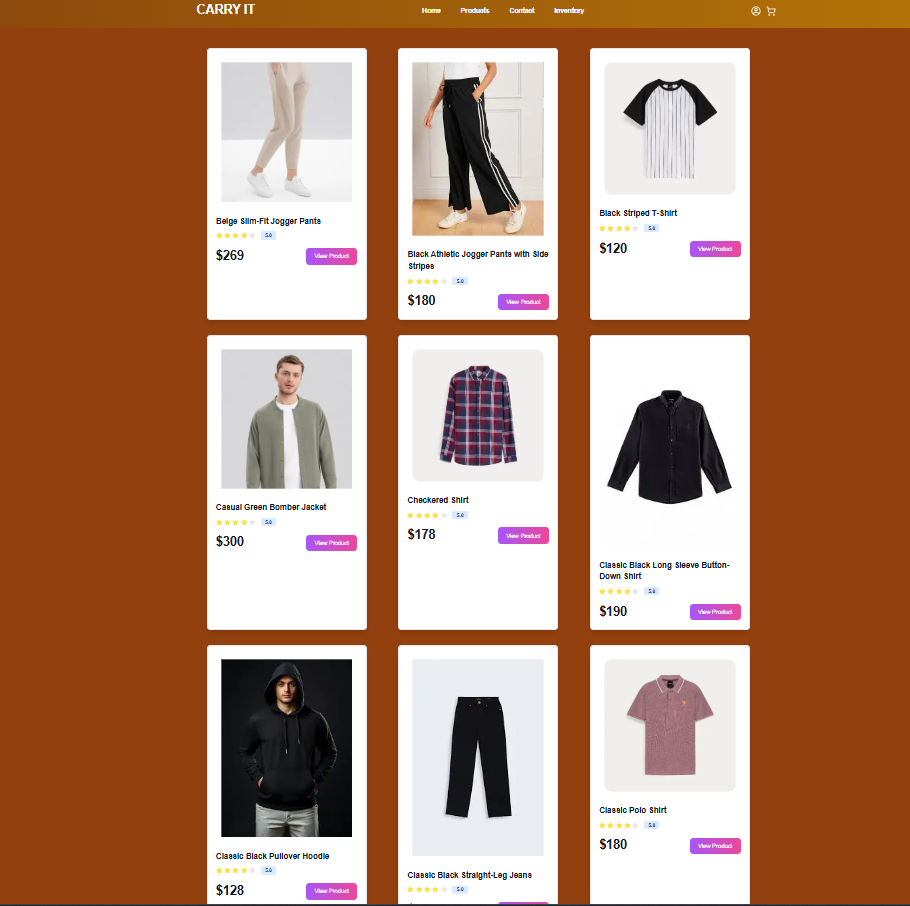 CARRY IT
Home Products Contact Inventory
Beige Slim-Fit Jogger Pants
5.0
$269
View Product
Black Athletic Jogger Pants with Side
Stripes
5.0
$180
View Product
Black Striped T-Shirt
5.0
$120
View Product
Casual Green Bomber Jacket
5.0
$300
View Product
Checkered Shirt
5.0
$178
View Product
Classic Black Long Sleeve Button-
Down Shirt
5.0
$190
View Product
Classic Black Pullover Hoodie
5.0
$128
View Product
Classic Black Straight-Leg Jeans
5.0
Classic Polo Shirt
5.0
$180
View Product